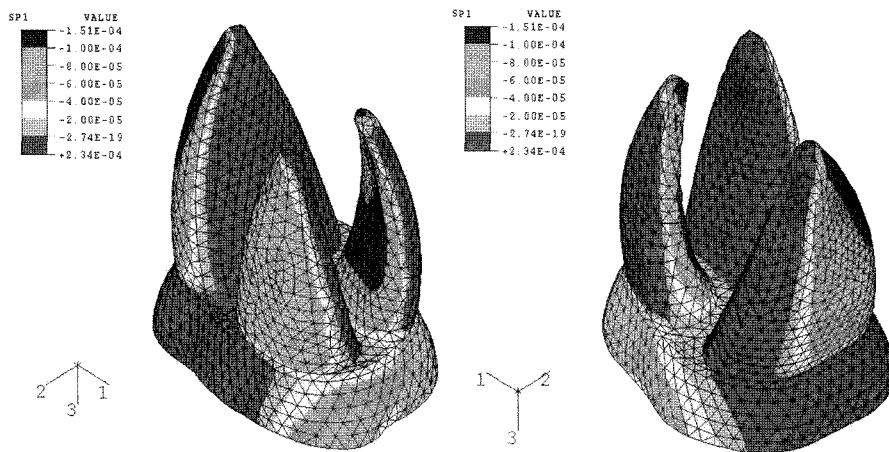 SP1 VALUE
-1.51E-04
-1.00E-04
-8.00E-05
-6.00E-05
-4.00E-05
-2.00E-05
-2.74E-19
+2.34E-04
2 3 1
SP1 VALUE
-1.51E-04
-1.00E-04
-8.00E-05
-6.00E-05
-4.00E-05
-2.00E-05
-2.74E-19
+2.34E-04
1 2
3